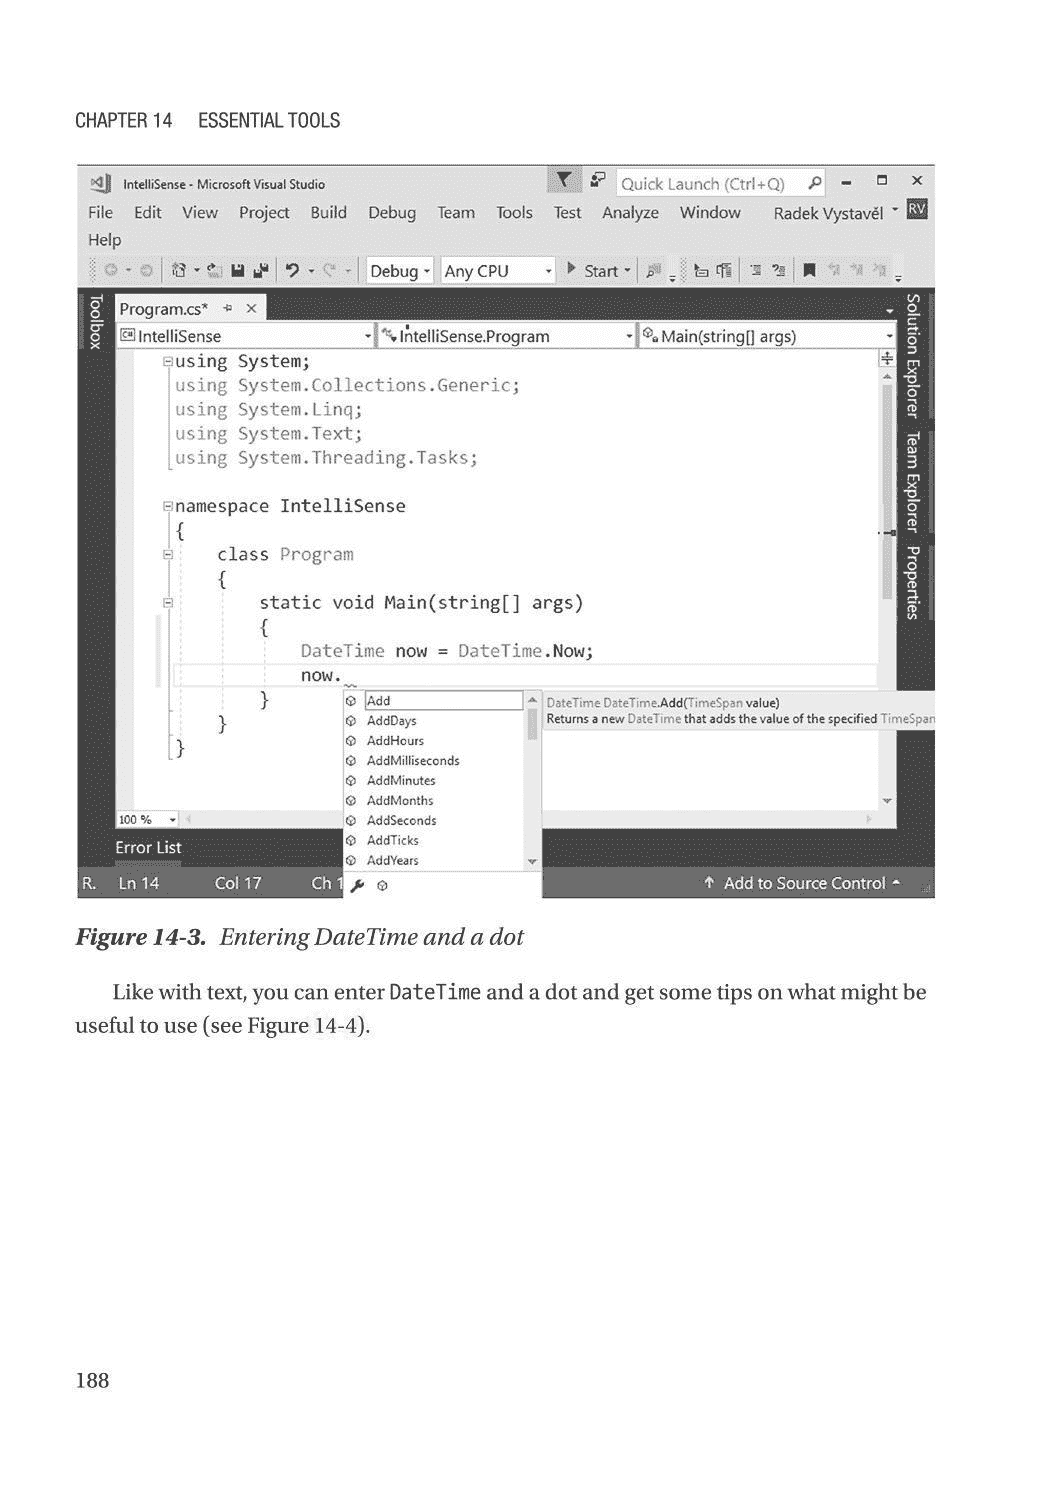 CHAPTER 14 ESSENTIAL TOOLS
IntelliSense - Microsoft Visual Studio
Quick Launch (Ctrl+Q)
File Edit View Project Build Debug Team Tools Test Analyze Window Radek Vystavěl RV
Help
Debug Any CPU Start
Toolbox
Program.cs*
IntelliSense IntelliSense.Program Main(string[] args)
using System;
using System.Collections.Generic;
using System.Linq;
using System.Text;
using System.Threading.Tasks;
namespace IntelliSense
{
class Program
{
static void Main(string[] args)
{
DateTime now = DateTime.Now;
now.
}
}
}
Add
AddDays
AddHours
AddMilliseconds
AddMinutes
AddMonths
AddSeconds
AddTicks
AddYears
DateTime DateTime.Add(TimeSpan value)
Returns a new DateTime that adds the value of the specified TimeSpan
Solution Explorer
Team Explorer
Properties
100 %
Error List
R. Ln 14 Col 17 Ch 1 Add to Source Control
Figure 14-3. Entering DateTime and a dot
Like with text, you can enter DateTime and a dot and get some tips on what might be
useful to use (see Figure 14-4).
188